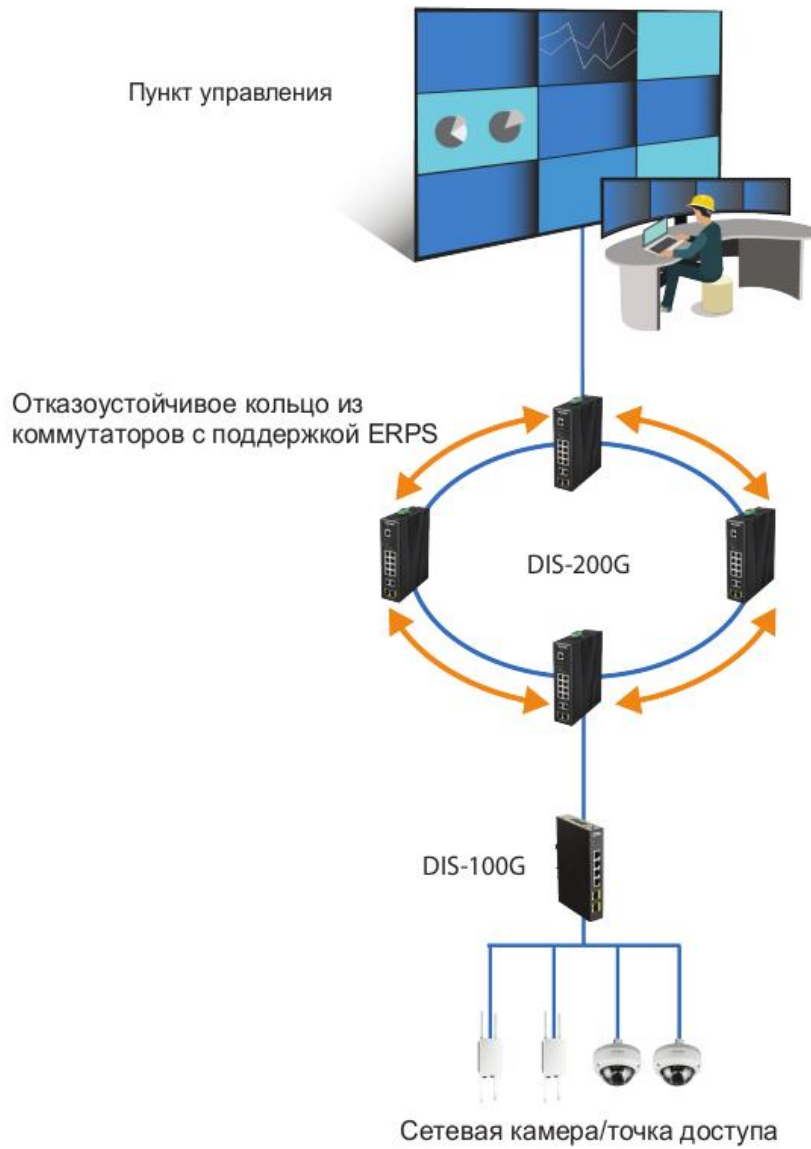 Пункт управления
Отказоустойчивое кольцо из
коммутаторов с поддержкой ERPS
DIS-200G
DIS-100G
Сетевая камера/точка доступа